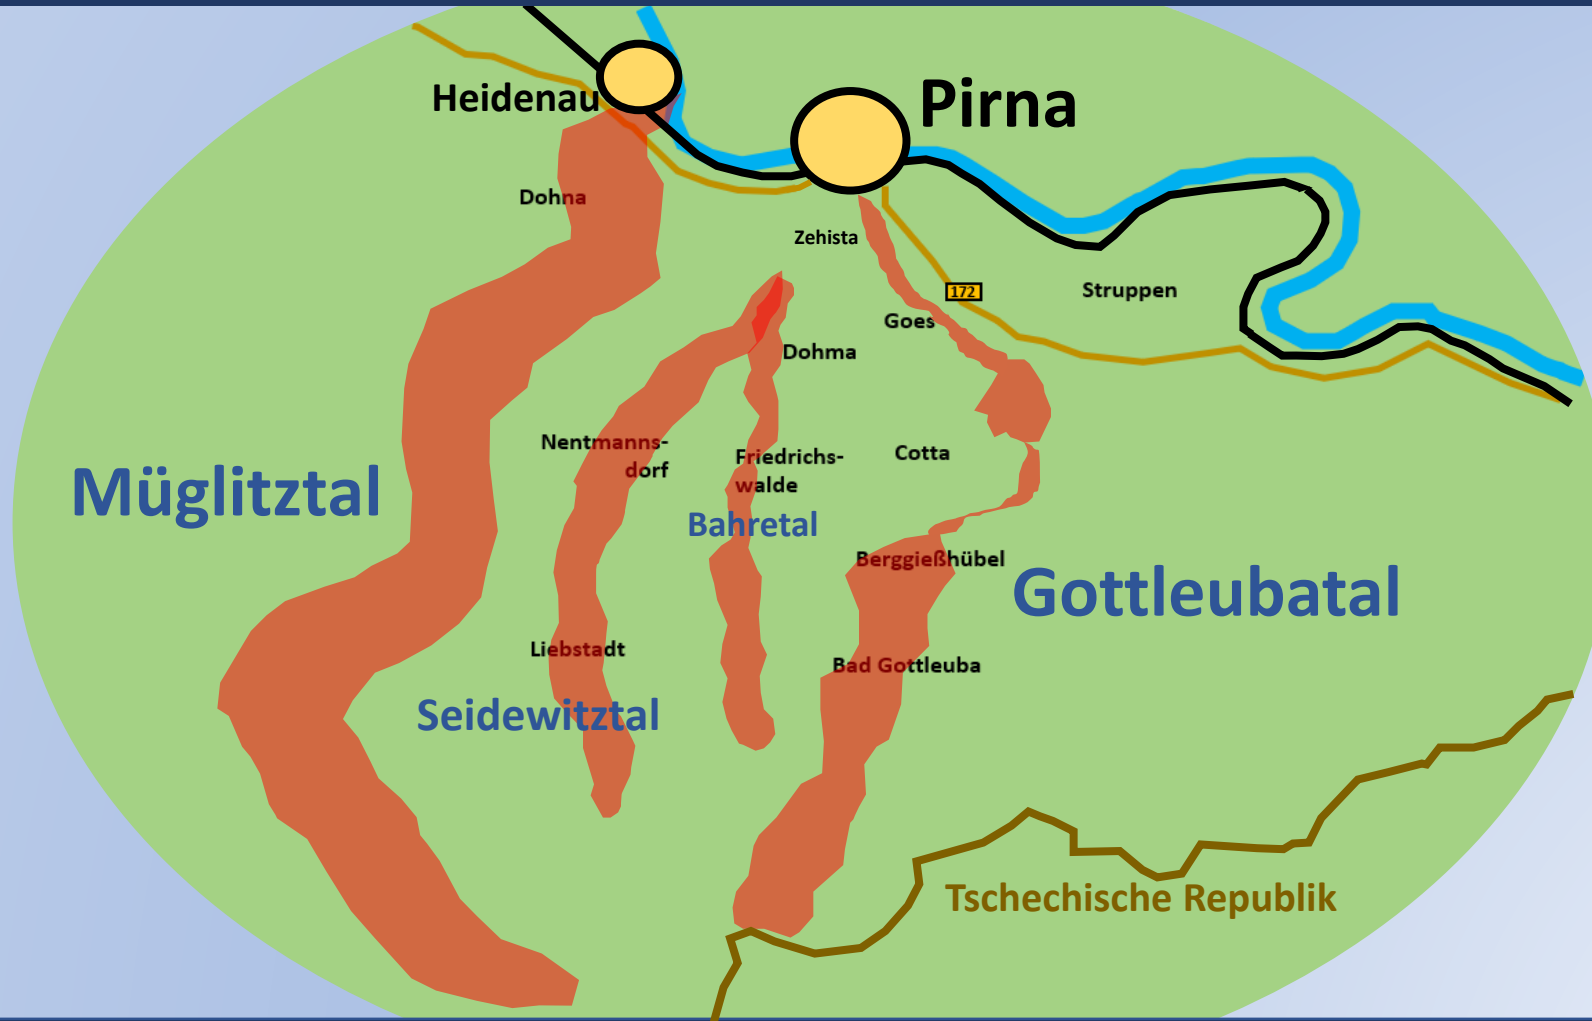 Heidenau
Pirna
Dohna
Zehista
172
Struppen
Goes
Dohma
Nentmanns-
dorf
Friedrichs-
walde
Cotta
Müglitztal
Bahretal
Berggießhübel
Gottleubatal
Liebstadt
Bad Gottleuba
Seidewitztal
Tschechische Republik